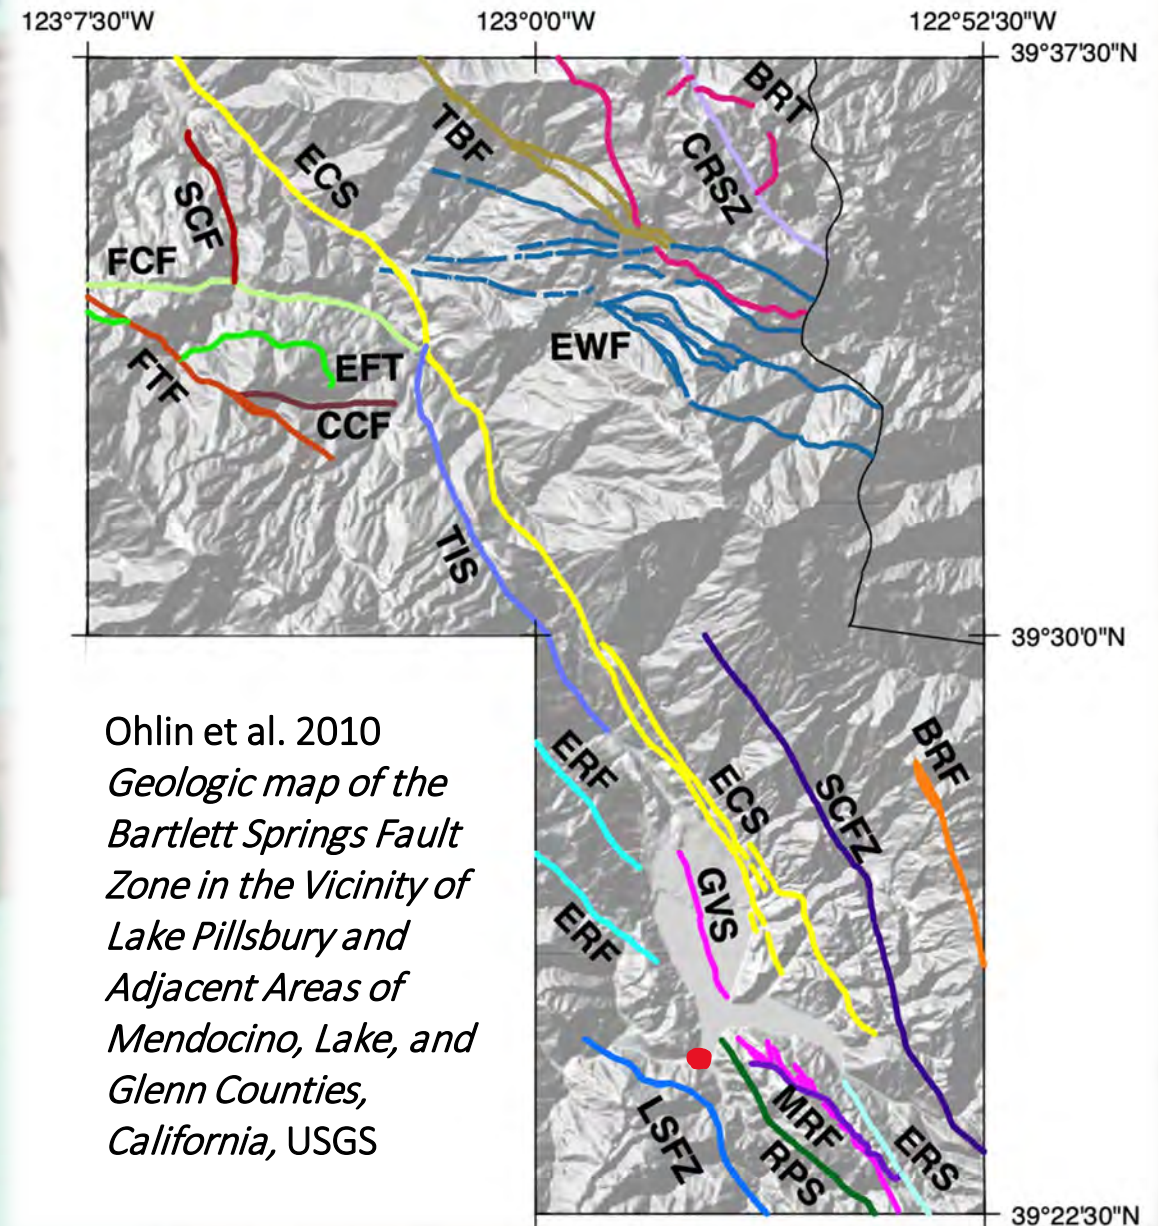 123°7'30"W 123°0'0"W 122°52'30"W
39°37'30"N
BRT
TBF
CRSZ
ECS
SCF
FCF
EWF
FTF
EFT
CCF
TIS
39°30'0"N
Ohlin et al. 2010
Geologic map of the
Bartlett Springs Fault
Zone in the Vicinity of
Lake Pillsbury and
Adjacent Areas of
Mendocino, Lake, and
Glenn Counties,
California, USGS
ERF
BRF
ECS
SCFZ
GVS
ERF
LSFZ
MRF
RPS
ERS
39°22'30"N